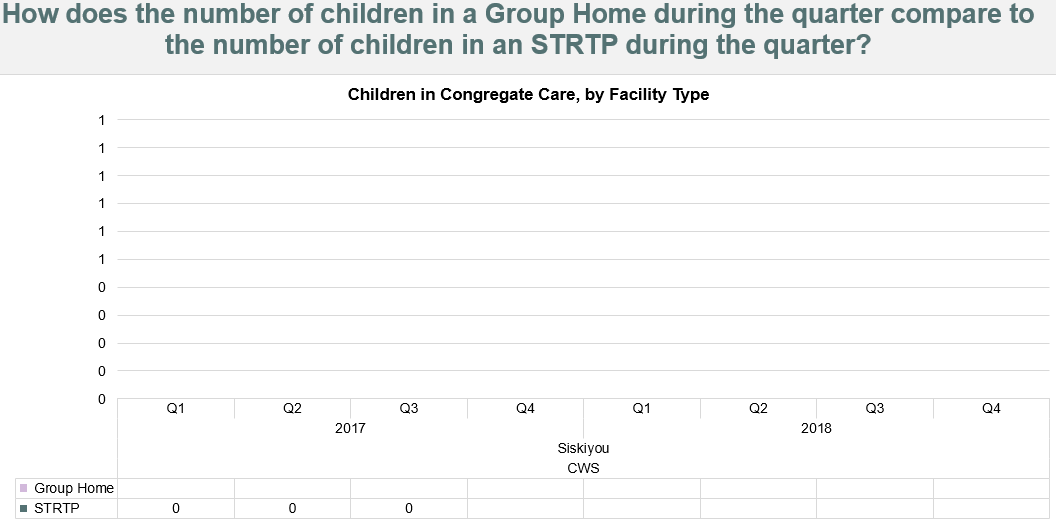 How does the number of children in a Group Home during the quarter compare to
the number of children in an STRTP during the quarter?
Children in Congregate Care, by Facility Type
1
1
1
1
1
1
0
0
0
0
0
Q1 Q2 Q3 Q4 Q1 Q2 Q3 Q4
2017 2018
Siskiyou
CWS
Group Home
STRTP 0 0 0